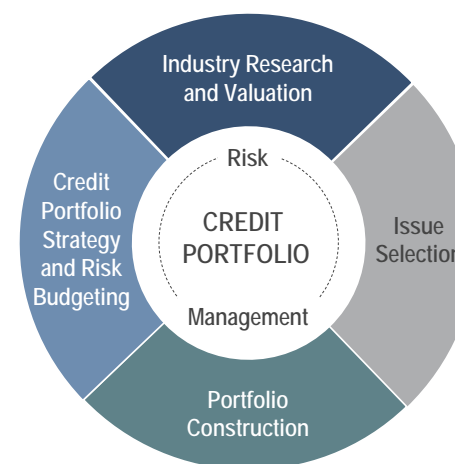 Industry Research
and Valuation
Credit
Portfolio
Strategy
and Risk
Budgeting
Risk
CREDIT
PORTFOLIO
Management
Issue
Selection
Portfolio
Construction